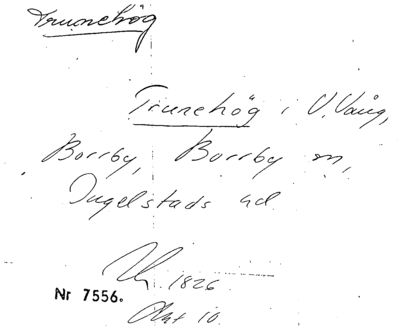 Trunehög
Trunehög i V. Vång,
Borrby, Borrby sn,
Ingelstads hd
1826
Nr 7556.
Akt 10